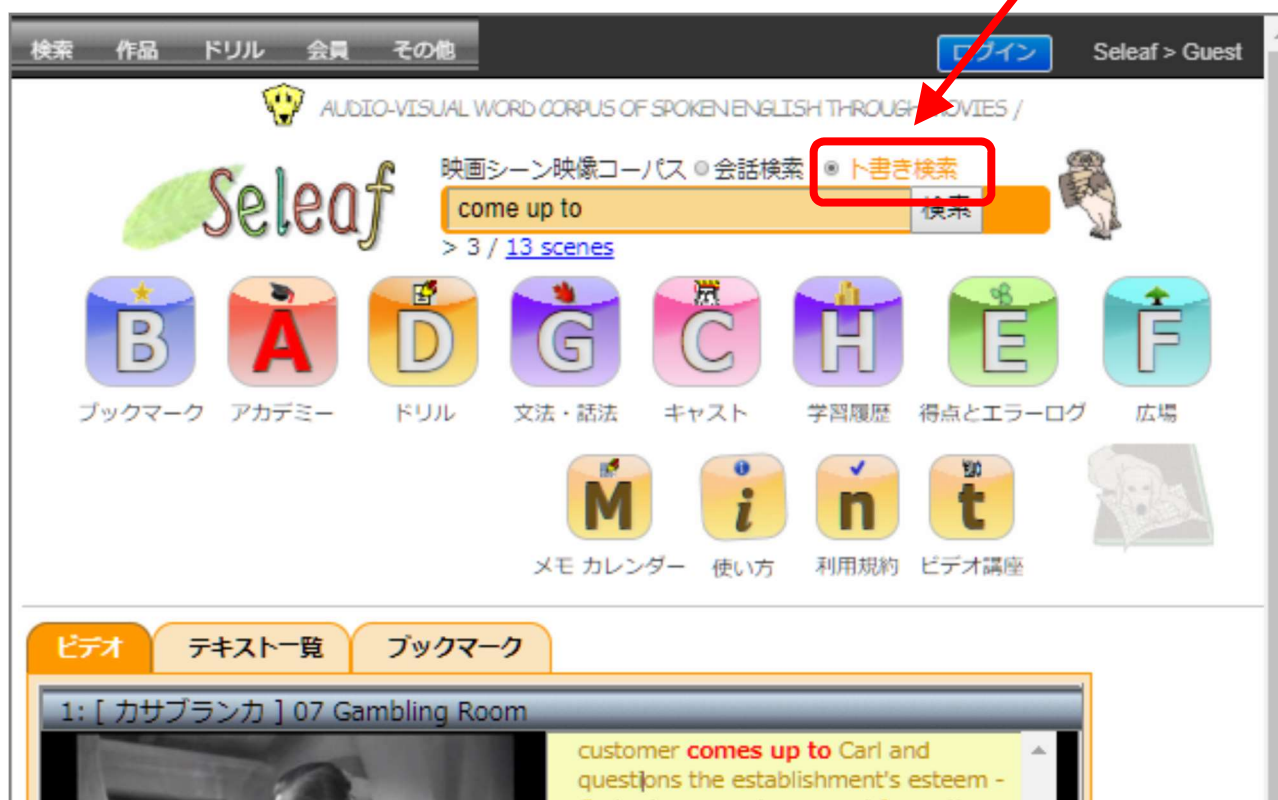 検索 作品 ドリル 会員 その他 ログイン Seleaf > Guest
AUDIO-VISUAL WORD CORPUS OF SPOKEN ENGLISH THROUGH MOVIES /
映画シーン映像コーパス 会話検索 ト書き検索
Seleaf
come up to 検索
> 3 / 13 scenes
B A D G C H E F
ブックマーク アカデミー ドリル 文法・話法 キャスト 学習履歴 得点とエラーログ 広場
M i n t
メモ カレンダー 使い方 利用規約 ビデオ講座
ビデオ テキスト一覧 ブックマーク
1: [ カサブランカ ] 07 Gambling Room
customer comes up to Carl and
questions the establishment's esteem -